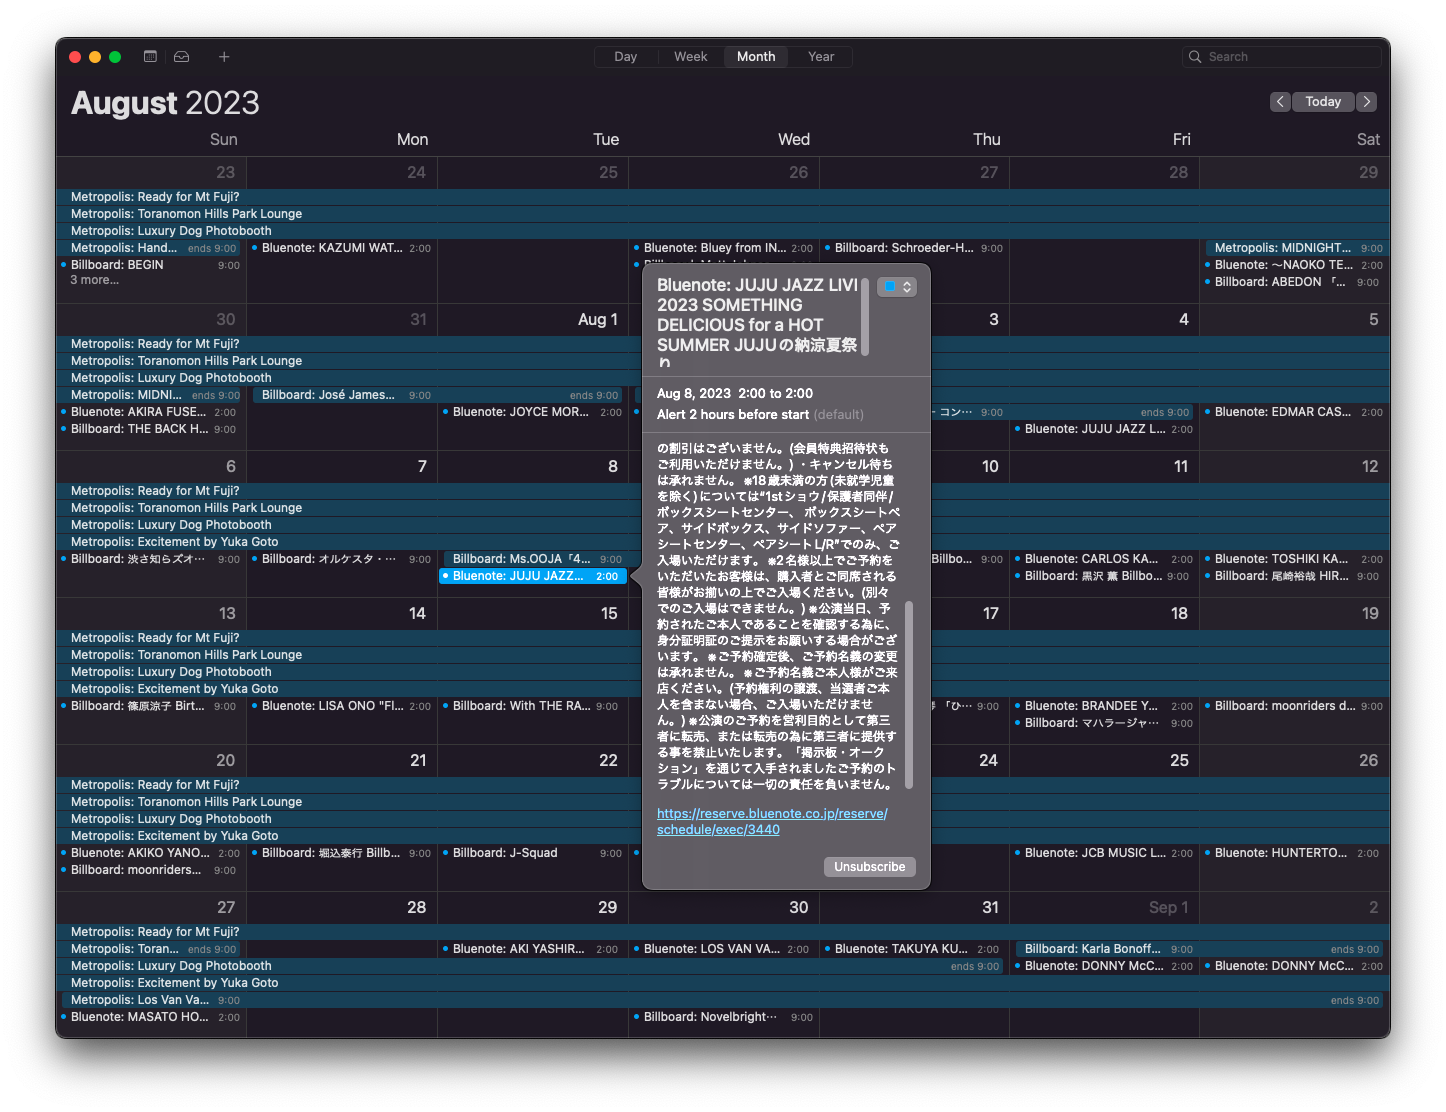 Day Week Month Year
Search
August 2023
Today
Sun Mon Tue Wed Thu Fri Sat
23 24 25 26 27 28 29
Metropolis: Ready for Mt Fuji?
Metropolis: Toranomon Hills Park Lounge
Metropolis: Luxury Dog Photobooth
Metropolis: Hand... ends 9:00
Bluenote: KAZUMI WAT... 2:00
Bluenote: Bluey from IN... 2:00
Billboard: Schroeder-H... 9:00
Metropolis: MIDNIGHT... 9:00
Billboard: BEGIN 9:00
Bluenote: ～NAOKO TE... 2:00
3 more...
Billboard: ABEDON 「... 9:00
30 31 Aug 1 3 4 5
Metropolis: Ready for Mt Fuji?
Metropolis: Toranomon Hills Park Lounge
Metropolis: Luxury Dog Photobooth
Metropolis: MIDNI... ends 9:00
Billboard: José James... 9:00 ends 9:00
ー コン… 9:00 ends 9:00
Bluenote: AKIRA FUSE... 2:00
Bluenote: JOYCE MOR... 2:00
Bluenote: EDMAR CAS... 2:00
Billboard: THE BACK H... 9:00
Bluenote: JUJU JAZZ L... 2:00
6 7 8 10 11 12
Metropolis: Ready for Mt Fuji?
Metropolis: Toranomon Hills Park Lounge
Metropolis: Luxury Dog Photobooth
Metropolis: Excitement by Yuka Goto
Billboard: 渋さ知らズオ… 9:00
Billboard: オルケスタ・… 9:00
Billboard: Ms.OOJA「4... 9:00
Billbo... 9:00
Bluenote: CARLOS KA... 2:00
Bluenote: TOSHIKI KA... 2:00
Bluenote: JUJU JAZZ... 2:00
Billboard: 黒沢 薫 Billbo... 9:00
Billboard: 尾崎裕哉 HIR... 9:00
13 14 15 17 18 19
Metropolis: Ready for Mt Fuji?
Metropolis: Toranomon Hills Park Lounge
Metropolis: Luxury Dog Photobooth
Metropolis: Excitement by Yuka Goto
Billboard: 篠原涼子 Birt... 9:00
Bluenote: LISA ONO "FI... 2:00
Billboard: With THE RA... 9:00
「ひ… 9:00
Bluenote: BRANDEE Y... 2:00
Billboard: moonriders d... 9:00
Billboard: マハラージャ… 9:00
20 21 22 24 25 26
Metropolis: Ready for Mt Fuji?
Metropolis: Toranomon Hills Park Lounge
Metropolis: Luxury Dog Photobooth
Metropolis: Excitement by Yuka Goto
Bluenote: AKIKO YANO... 2:00
Billboard: 堀込泰行 Billb... 9:00
Billboard: J-Squad 9:00
Bluenote: JCB MUSIC L... 2:00
Bluenote: HUNTERTO... 2:00
Billboard: moonriders... 9:00
27 28 29 30 31 Sep 1 2
Metropolis: Ready for Mt Fuji?
Metropolis: Toran... ends 9:00
Bluenote: AKI YASHIR... 2:00
Bluenote: LOS VAN VA... 2:00
Bluenote: TAKUYA KU... 2:00
Billboard: Karla Bonoff... 9:00 ends 9:00
Metropolis: Luxury Dog Photobooth ends 9:00
Bluenote: DONNY McC... 2:00
Bluenote: DONNY McC... 2:00
Metropolis: Excitement by Yuka Goto
Metropolis: Los Van Va... 9:00 ends 9:00
Bluenote: MASATO HO... 2:00
Billboard: Novelbright… 9:00
Bluenote: JUJU JAZZ LIVE
2023 SOMETHING
DELICIOUS for a HOT
SUMMER JUJUの納涼夏祭
り
Aug 8, 2023 2:00 to 2:00
Alert 2 hours before start (default)
の割引はございません。(会員特典招待状も
ご利用いただけません。) ・キャンセル待ち
は承れません。 ※18歳未満の方(未就学児童
を除く)については“1stショウ/保護者同伴/
ボックスシートセンター、 ボックスシートペ
ア、サイドボックス、サイドソファー、ペア
シートセンター、ペアシートL/R”でのみ、ご
入場いただけます。 ※2名様以上でご予約を
いただいたお客様は、購入者とご同席される
皆様がお揃いの上でご入場ください。(別々
でのご入場はできません。) ※公演当日、予
約されたご本人であることを確認する為に、
身分証明証のご提示をお願いする場合がござ
います。 ※ご予約確定後、ご予約名義の変更
は承れません。 ※ご予約名義ご本人様がご来
店ください。(予約権利の譲渡、当選者ご本
人を含まない場合、ご入場いただけませ
ん。) ※公演のご予約を営利目的として第三
者に転売、または転売の為に第三者に提供す
る事を禁止いたします。「掲示板・オーク
ション」を通じて入手されましたご予約のト
ラブルについては一切の責任を負いません。
https://reserve.bluenote.co.jp/reserve/
schedule/exec/3440
Unsubscribe